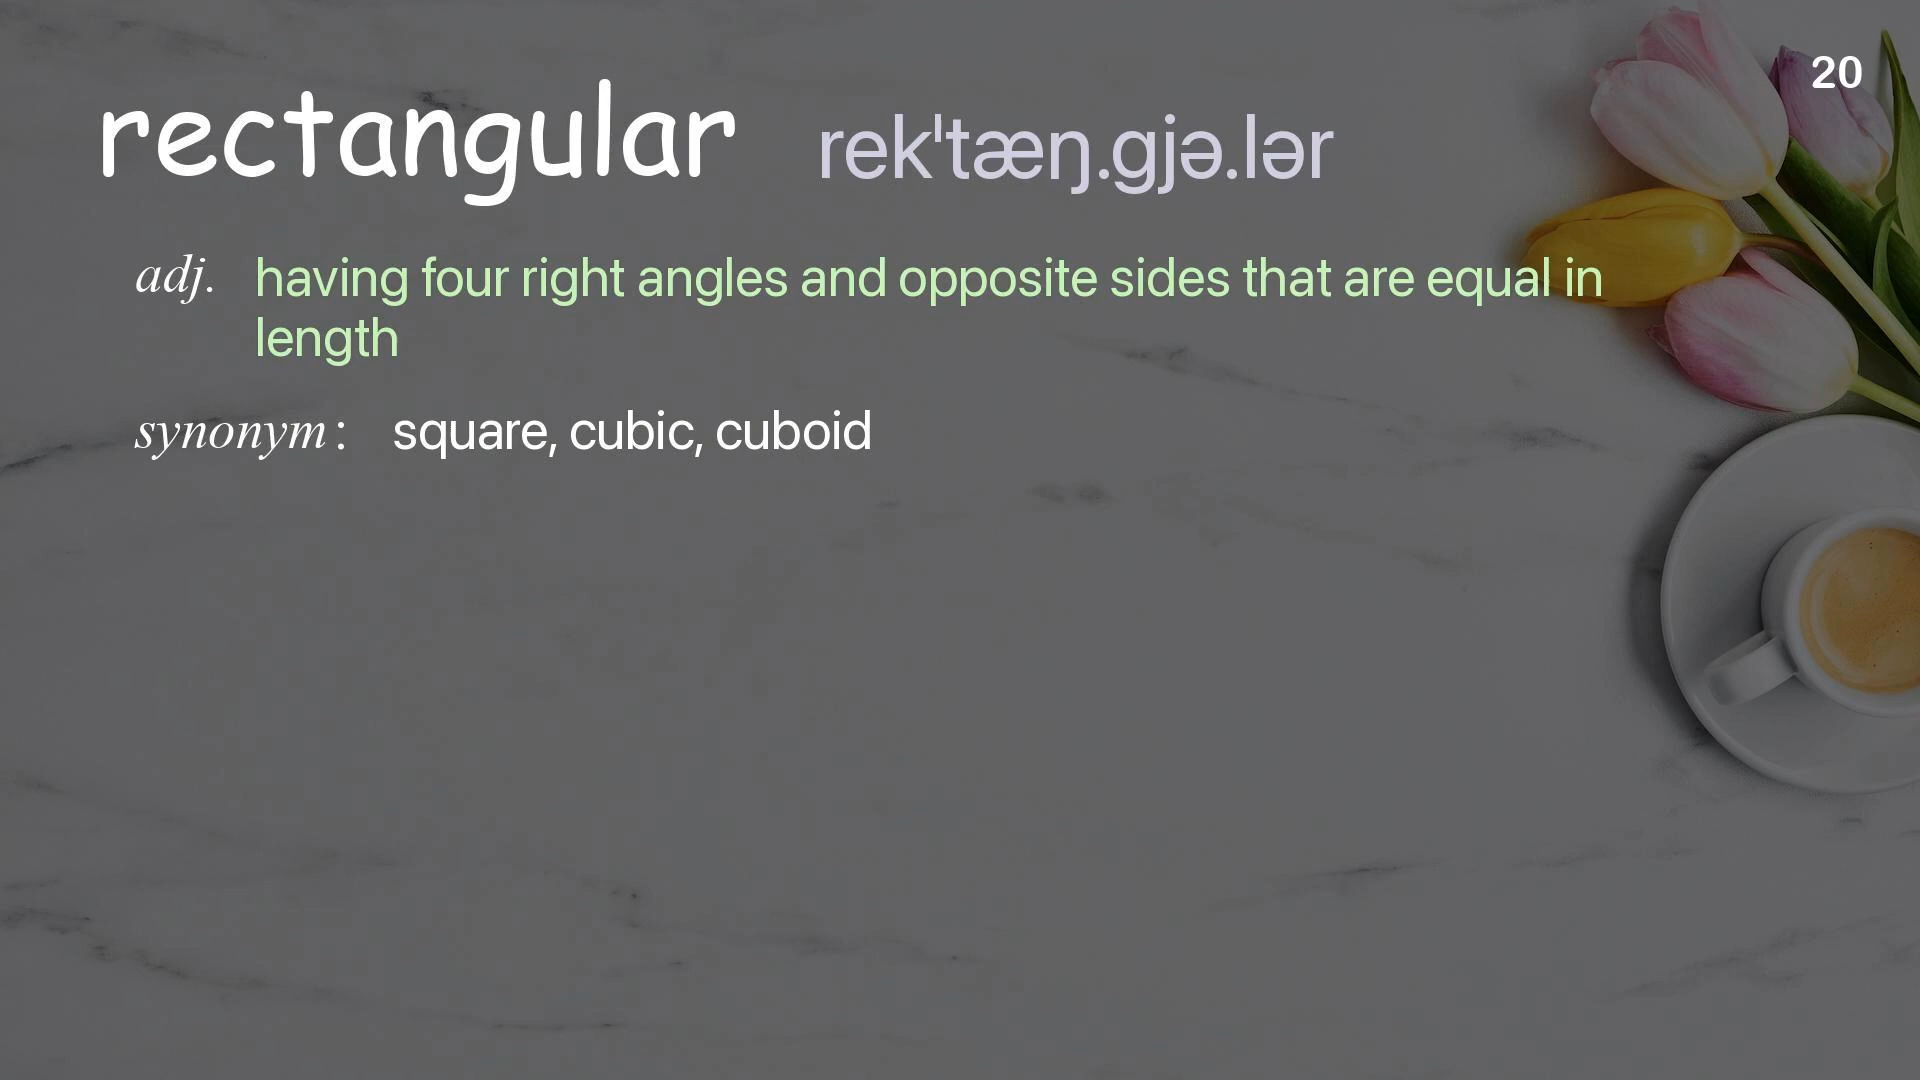 20
rectangular rek'tæŋ.gjə.lər
adj. having four right angles and opposite sides that are equal in
length
synonym: square, cubic, cuboid